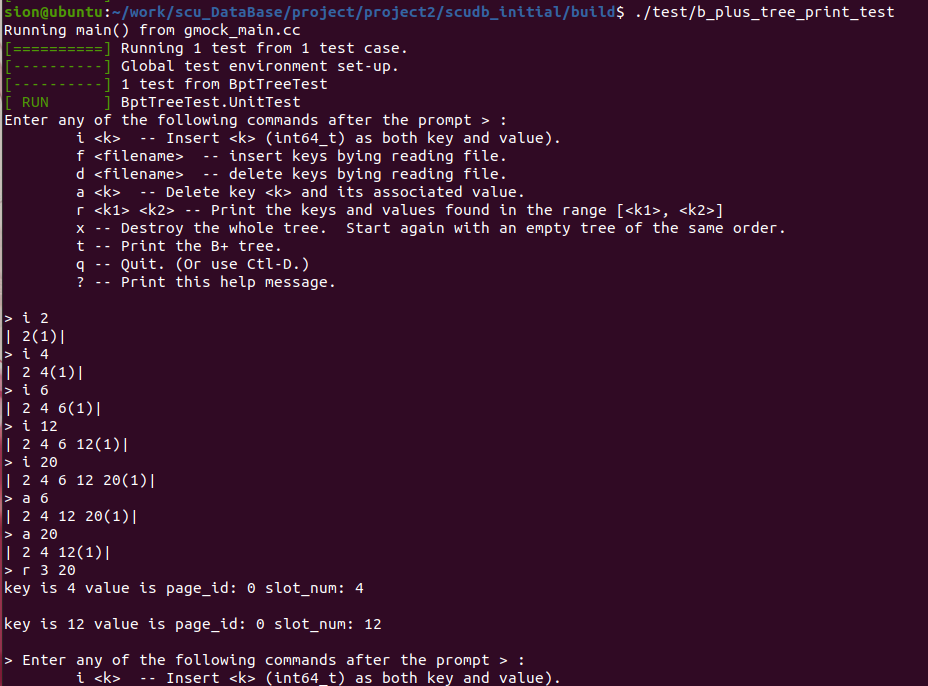 sion@ubuntu:~/work/scu_DataBase/project/project2/scudb_initial/build$ ./test/b_plus_tree_print_test
Running main() from gmock_main.cc
[==========] Running 1 test from 1 test case.
[----------] Global test environment set-up.
[----------] 1 test from BptTreeTest
[ RUN      ] BptTreeTest.UnitTest
Enter any of the following commands after the prompt > :
        i <k>  -- Insert <k> (int64_t) as both key and value).
        f <filename>  -- insert keys bying reading file.
        d <filename>  -- delete keys bying reading file.
        a <k>  -- Delete key <k> and its associated value.
        r <k1> <k2> -- Print the keys and values found in the range [<k1>, <k2>]
        x -- Destroy the whole tree.  Start again with an empty tree of the same order.
        t -- Print the B+ tree.
        q -- Quit. (Or use Ctl-D.)
        ? -- Print this help message.

> i 2
| 2(1)|
> i 4
| 2 4(1)|
> i 6
| 2 4 6(1)|
> i 12
| 2 4 6 12(1)|
> i 20
| 2 4 6 12 20(1)|
> a 6
| 2 4 12 20(1)|
> a 20
| 2 4 12(1)|
> r 3 20
key is 4 value is page_id: 0 slot_num: 4

key is 12 value is page_id: 0 slot_num: 12

> Enter any of the following commands after the prompt > :
        i <k>  -- Insert <k> (int64_t) as both key and value).